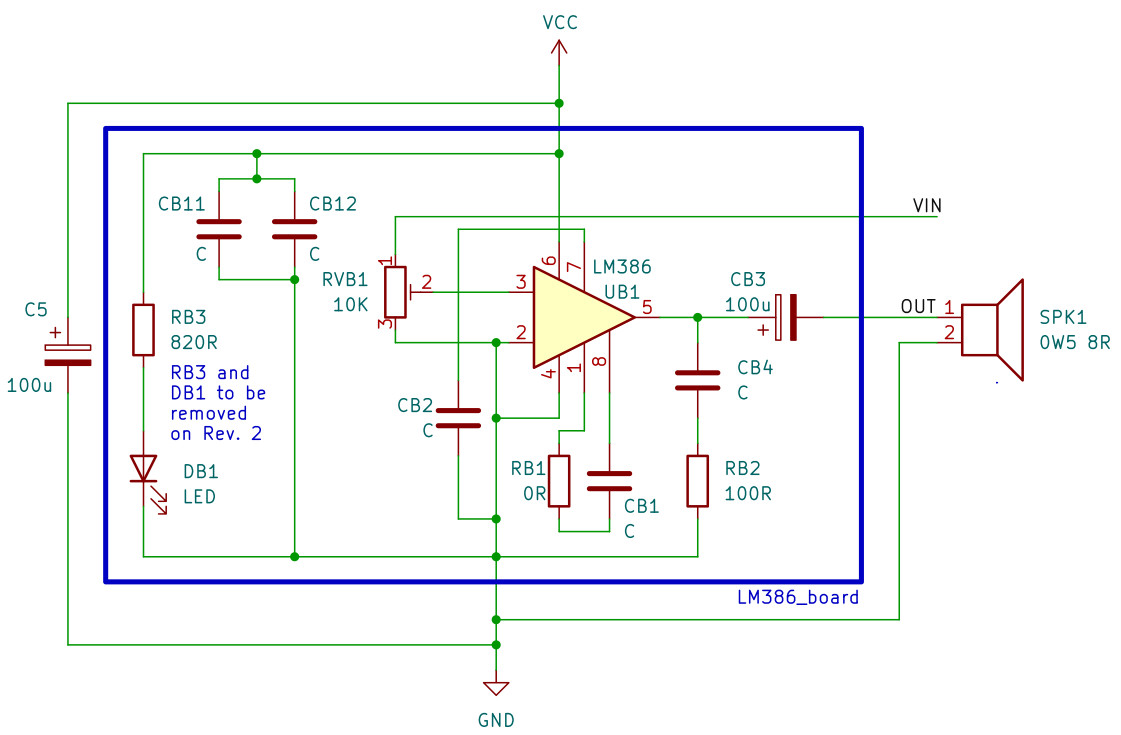 VCC
VIN
CB11
CB12
C
C
6
7
LM386
UB1
1
RVB1
10K
2
3
3
2
5
CB3
100u
+
OUT
1
2
SPK1
0W5 8R
C5
+
100u
RB3
820R
RB3 and
DB1 to be
removed
on Rev. 2
4
1
8
CB4
C
CB2
C
DB1
LED
RB1
0R
CB1
C
RB2
100R
LM386_board
GND